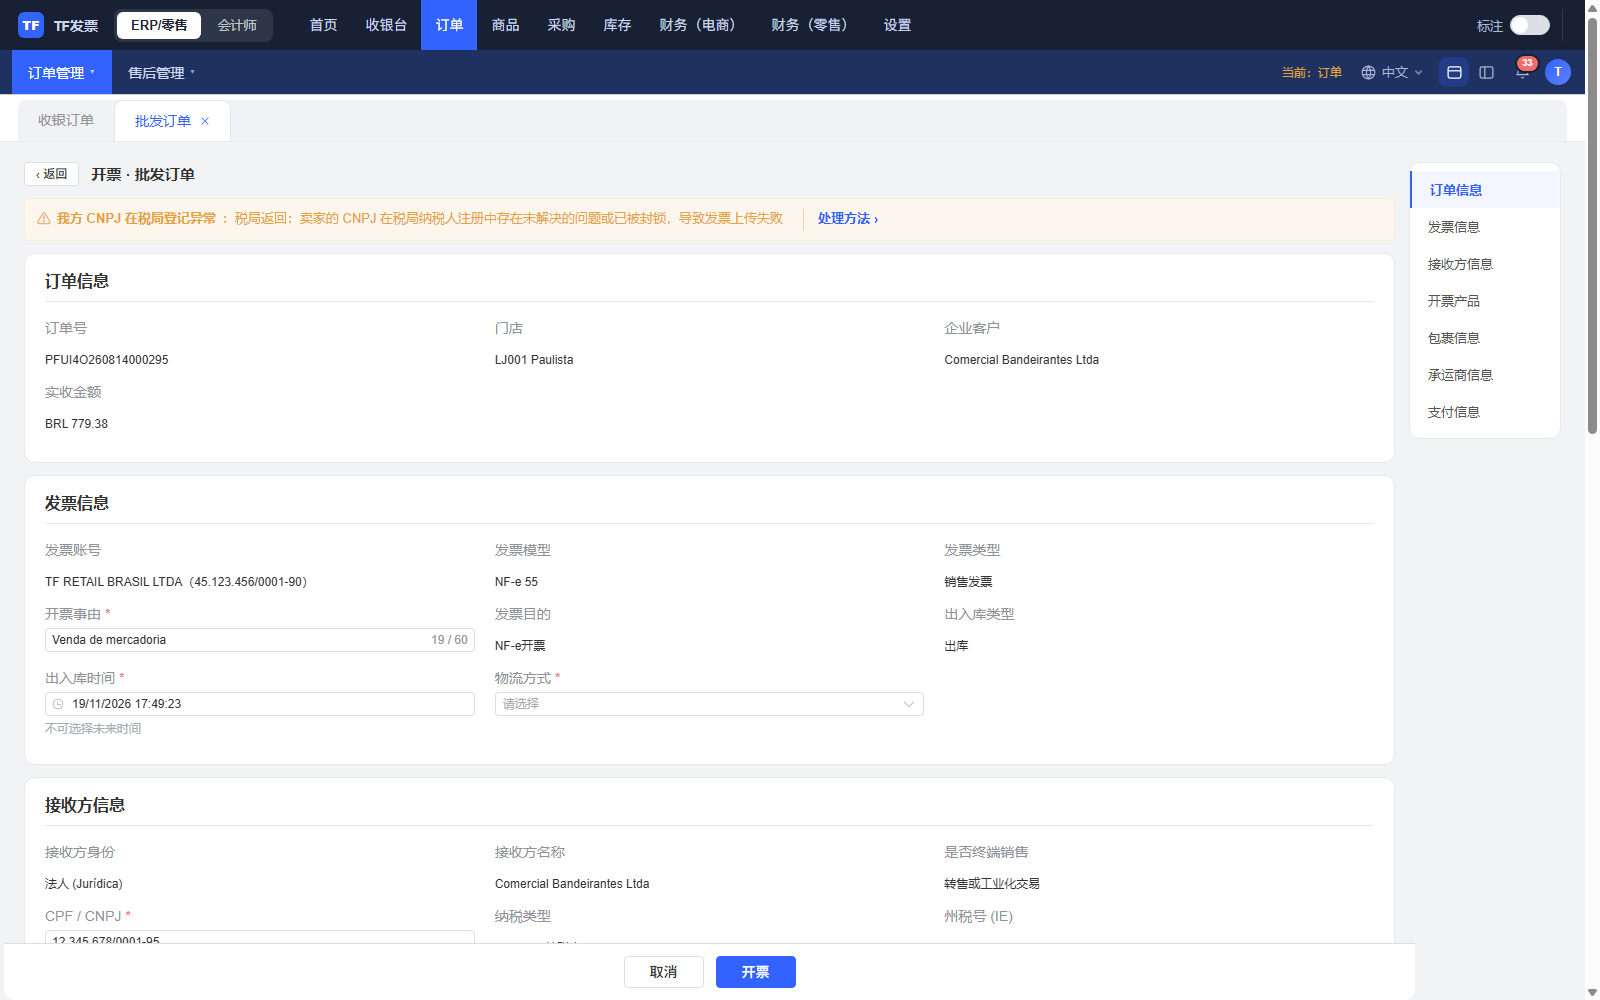 TF TF发票 ERP/零售 会计师 首页 收银台 订单 商品 采购 库存 财务（电商） 财务（零售） 设置 标注
订单管理 售后管理 当前：订单 中文 33 T
收银订单 批发订单 ×
‹ 返回 开票 · 批发订单
我方 CNPJ 在税局登记异常 ： 税局返回：卖家的 CNPJ 在税局纳税人注册中存在未解决的问题或已被封锁，导致发票上传失败 处理方法 ›
订单信息
订单号 门店 企业客户
PFUI4O260814000295 LJ001 Paulista Comercial Bandeirantes Ltda
实收金额
BRL 779.38
发票信息
发票账号 发票模型 发票类型
TF RETAIL BRASIL LTDA（45.123.456/0001-90） NF-e 55 销售发票
开票事由 * 发票目的 出入库类型
Venda de mercadoria 19 / 60 NF-e开票 出库
出入库时间 * 物流方式 *
19/11/2026 17:49:23 请选择
不可选择未来时间
接收方信息
接收方身份 接收方名称 是否终端销售
法人 (Jurídica) Comercial Bandeirantes Ltda 转售或工业化交易
CPF / CNPJ * 纳税类型 州税号 (IE)
12.345.678/0001-95
取消 开票
订单信息
发票信息
接收方信息
开票产品
包裹信息
承运商信息
支付信息